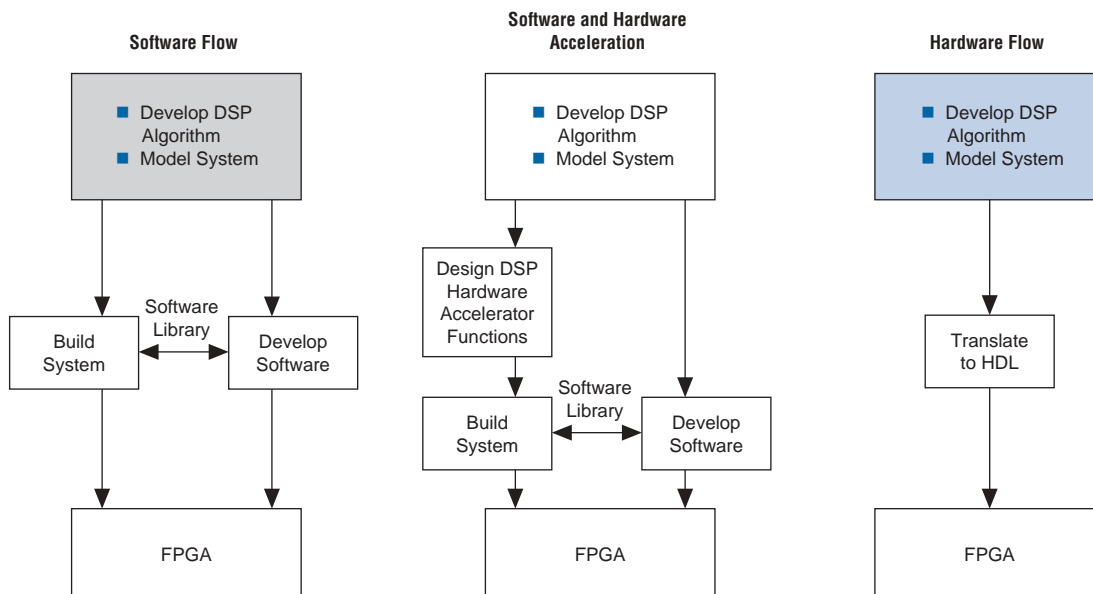 Software Flow
Develop DSP
Algorithm
Model System
Software
Library
Build
System
Develop
Software
FPGA
Software and Hardware
Acceleration
Develop DSP
Algorithm
Model System
Design DSP
Hardware
Accelerator
Functions
Software
Library
Build
System
Develop
Software
FPGA
Hardware Flow
Develop DSP
Algorithm
Model System
Translate
to HDL
FPGA